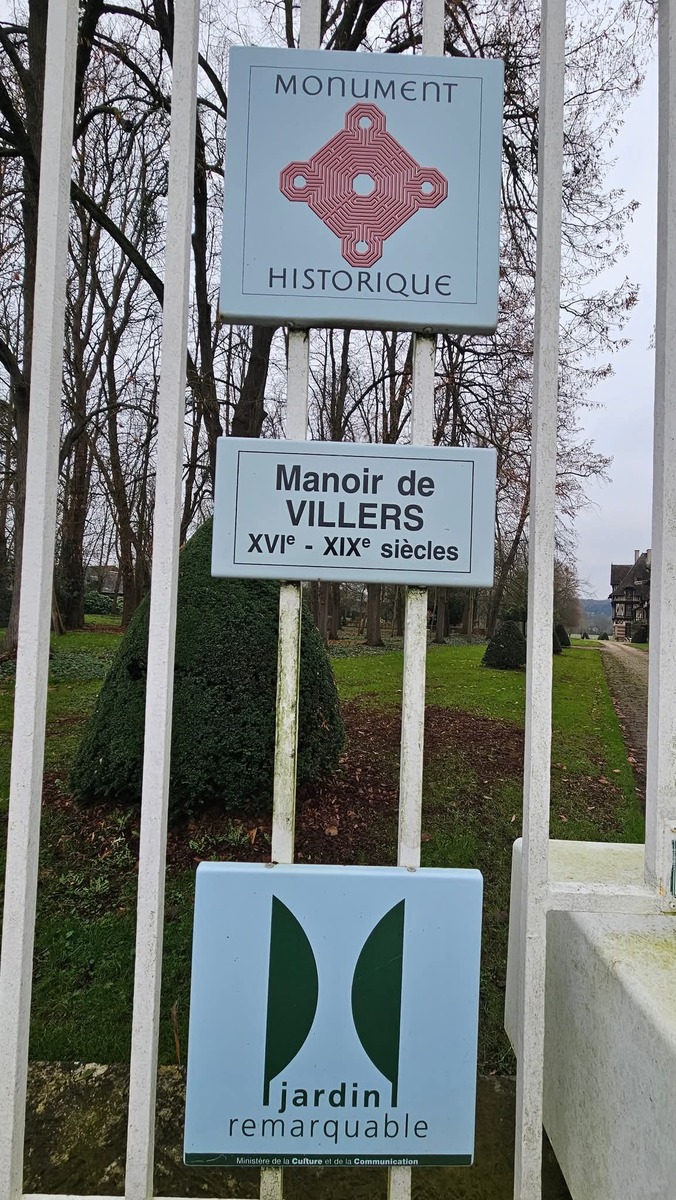 MONUMENT
HISTORIQUE
Manoir de
VILLERS
XVIe - XIXe siècles
jardin
remarquable
Ministère de la Culture et de la Communication